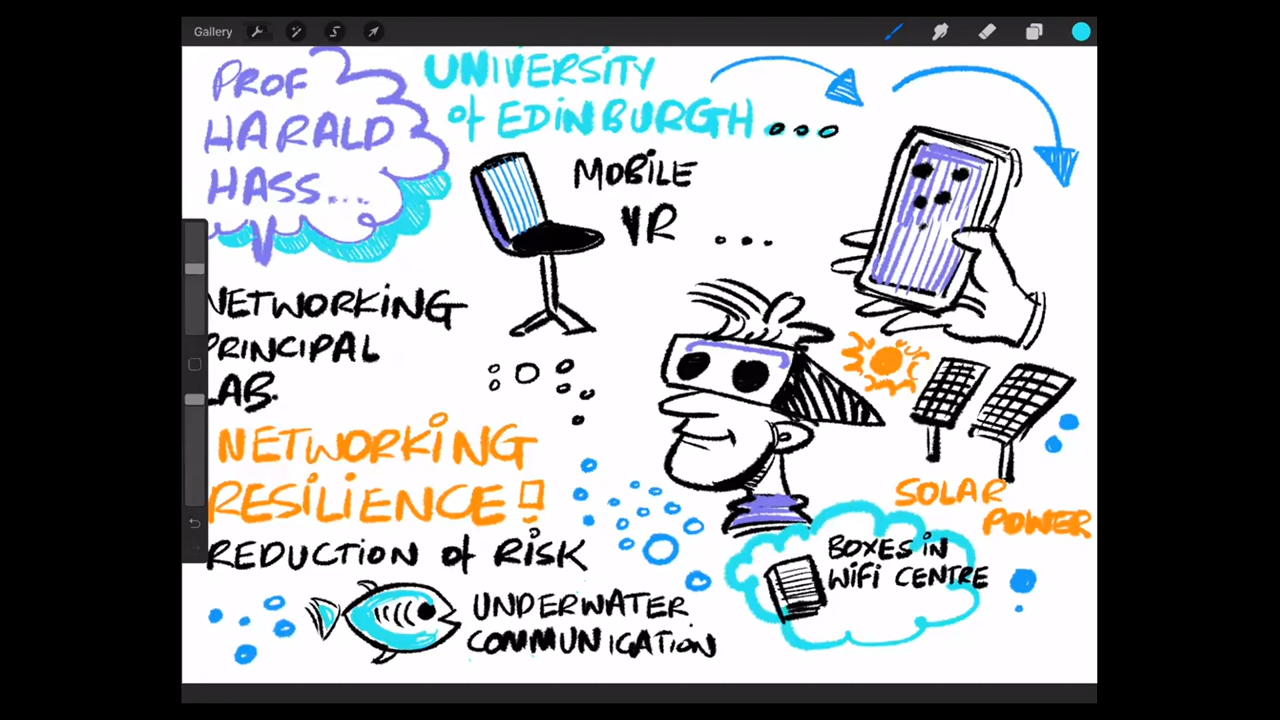 Gallery
PROF
HARALD
HASS...
UNIVERSITY
of EDINBURGH...
MOBILE
VR ...
NETWORKING
PRINCIPAL
LAB.
NETWORKING
RESILIENCE!
REDUCTION of RISK
UNDERWATER
COMMUNICATION
SOLAR
POWER
BOXES IN
WIFI CENTRE